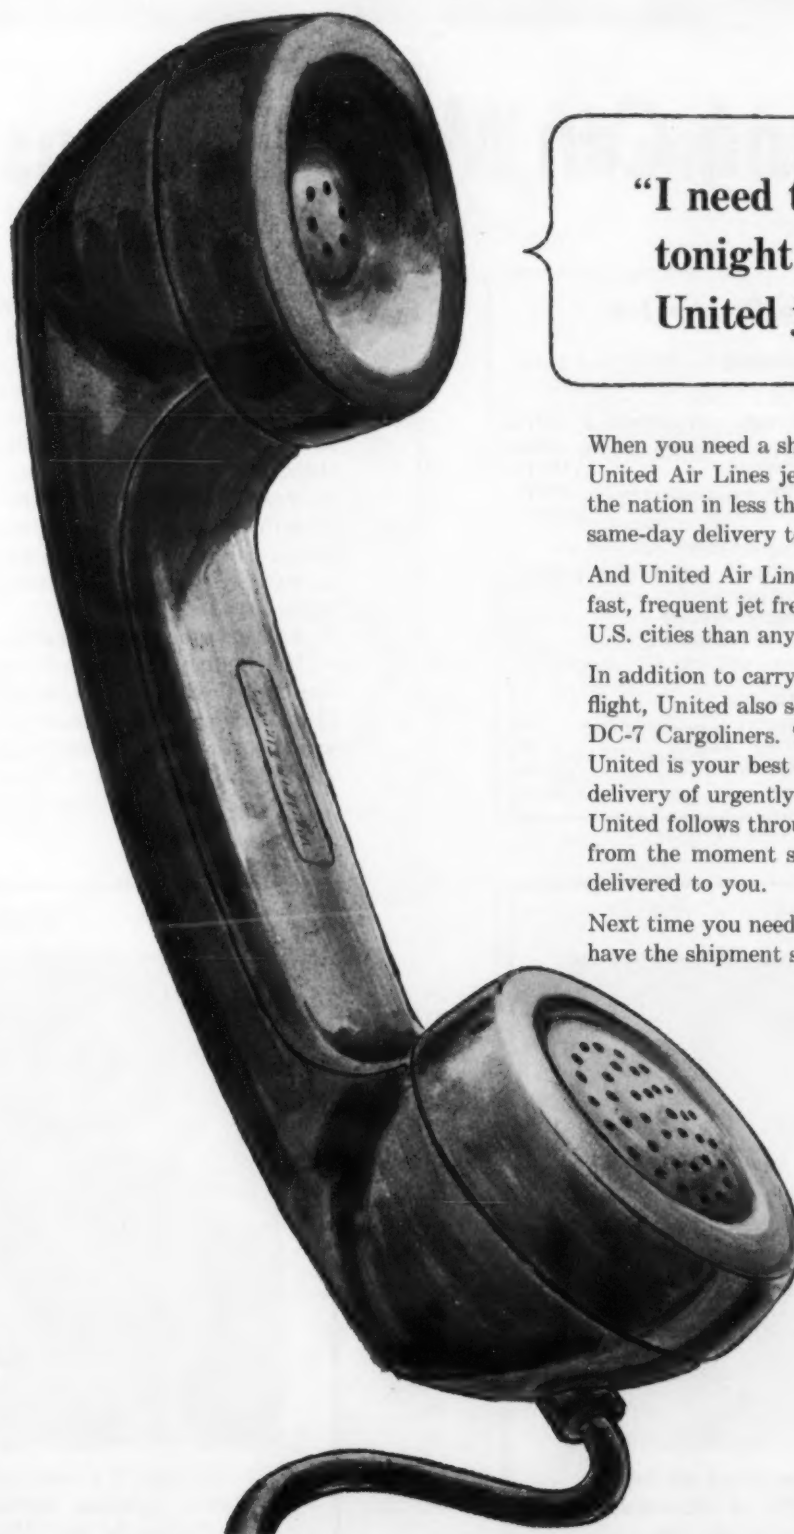 “I need t
tonight
United
When you need a sh
United Air Lines je
the nation in less th
same-day delivery t
And United Air Lin
fast, frequent jet fre
U.S. cities than any
In addition to carry
flight, United also s
DC-7 Cargoliners.
United is your best
delivery of urgently
United follows throu
from the moment s
delivered to you.
Next time you need
have the shipment s